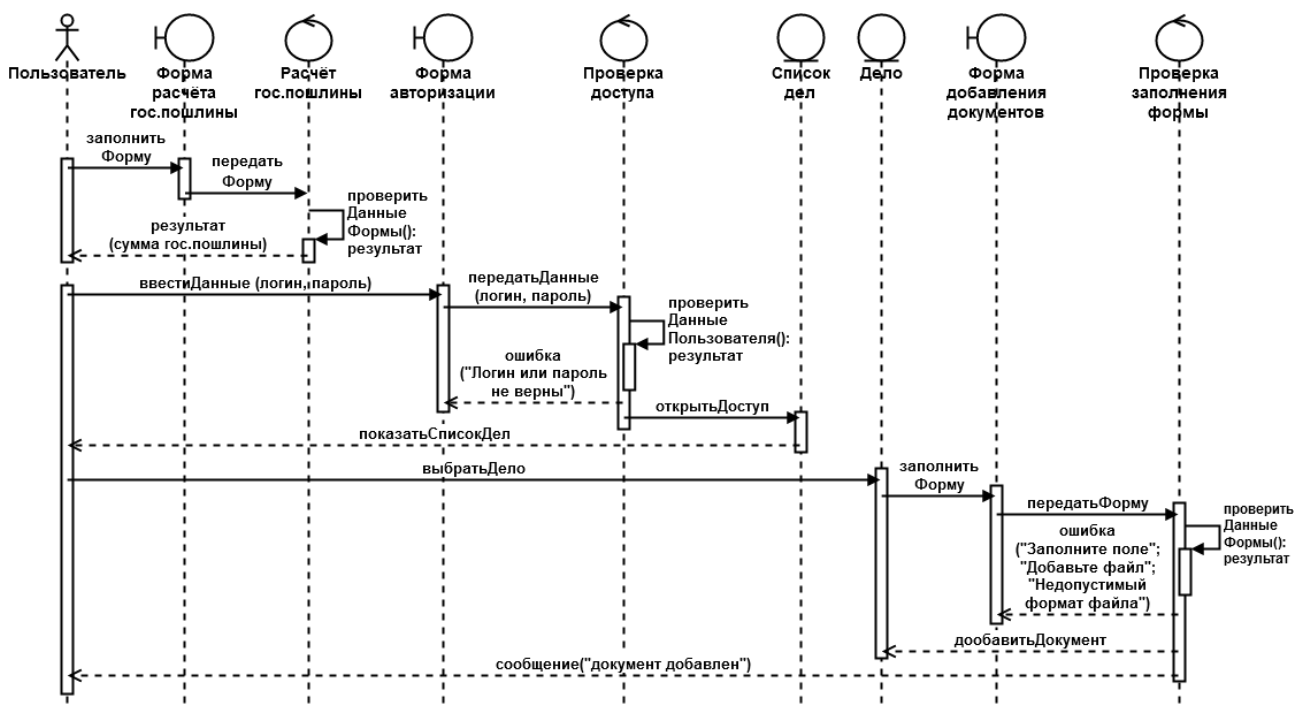 Пользователь
Форма
расчёта
гос.пошлины
Расчёт
гос.пошлины
Форма
авторизации
Проверка
доступа
Список
дел
Дело
Форма
добавления
документов
Проверка
заполнения
формы
заполнить
Форму
передать
Форму
проверить
Данные
Формы():
результат
результат
(сумма гос.пошлины)
ввестиДанные (логин, пароль)
передатьДанные
(логин, пароль)
проверить
Данные
Пользователя():
результат
ошибка
("Логин или пароль
не верны")
открытьДоступ
показатьСписокДел
выбратьДело
заполнить
Форму
передатьФорму
проверить
Данные
Формы():
результат
ошибка
("Заполните поле";
"Добавьте файл";
"Недопустимый
формат файла")
дообавитьДокумент
сообщение("документ добавлен")